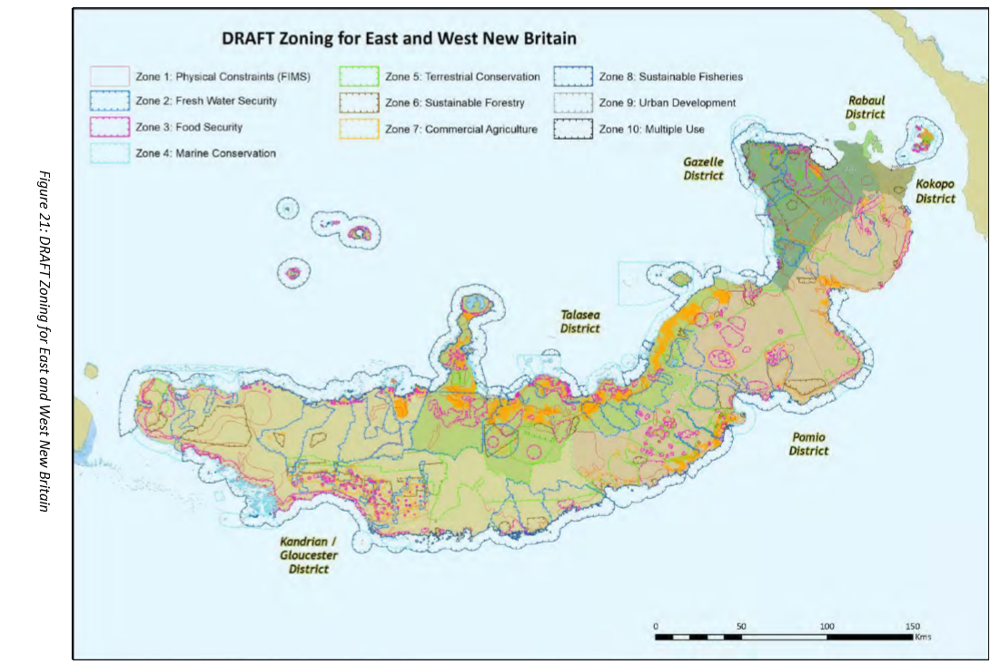 DRAFT Zoning for East and West New Britain
Zone 1: Physical Constraints (FIMS)
Zone 2: Fresh Water Security
Zone 3: Food Security
Zone 4: Marine Conservation
Zone 5: Terrestrial Conservation
Zone 6: Sustainable Forestry
Zone 7: Commercial Agriculture
Zone 8: Sustainable Fisheries
Zone 9: Urban Development
Zone 10: Multiple Use
Rabaul
District
Gazelle
District
Kokopo
District
Talasea
District
Pomio
District
Kandrian /
Gloucester
District
0 50 100 150
Kms
Figure 21: DRAFT Zoning for East and West New Britain